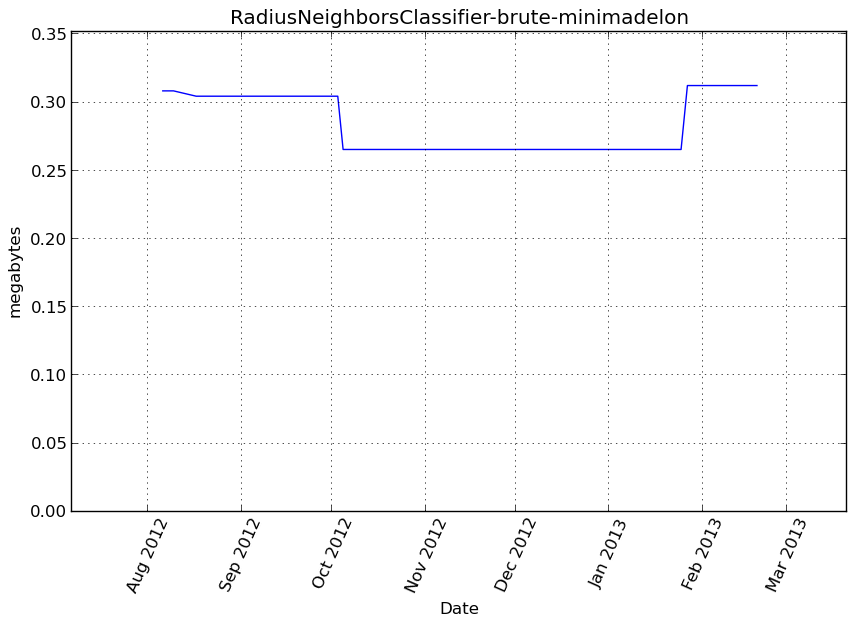 RadiusNeighborsClassifier-brute-minimadelon
0.35
0.30
0.25
0.20
0.15
0.10
0.05
0.00
megabytes
Aug 2012
Sep 2012
Oct 2012
Nov 2012
Dec 2012
Jan 2013
Feb 2013
Mar 2013
Date